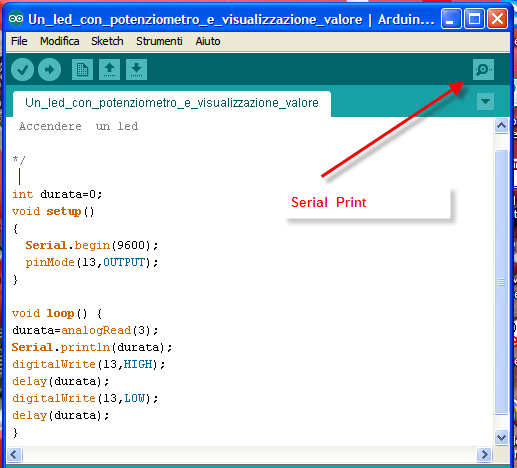 Un_led_con_potenziometro_e_visualizzazione_valore | Arduin...
File Modifica Sketch Strumenti Aiuto
Un_led_con_potenziometro_e_visualizzazione_valore
Accendere un led
*/
int durata=0;
void setup()
{
Serial.begin(9600);
pinMode(13,OUTPUT);
}
void loop() {
durata=analogRead(3);
Serial.println(durata);
digitalWrite(13,HIGH);
delay(durata);
digitalWrite(13,LOW);
delay(durata);
}
Serial Print